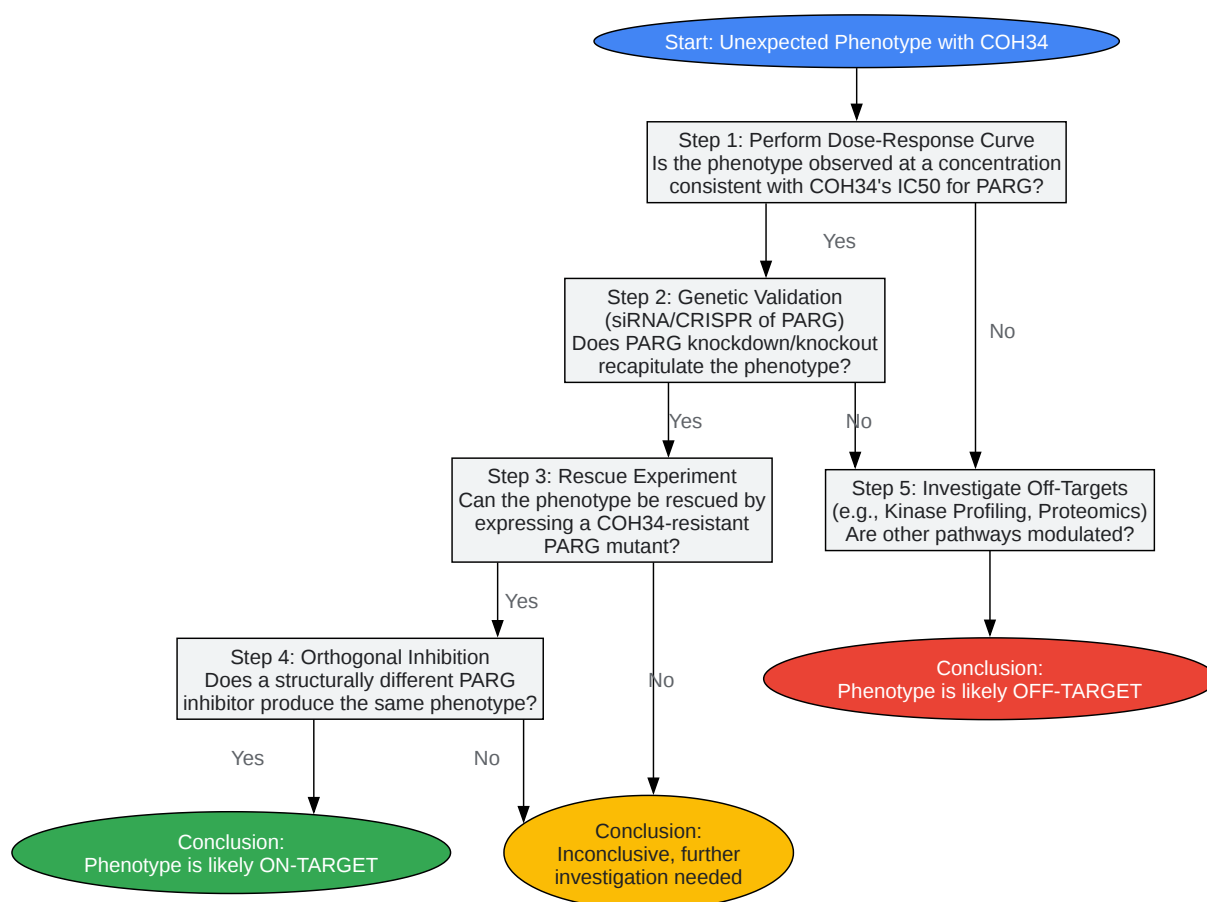 Start: Unexpected Phenotype with COH34
Step 1: Perform Dose-Response Curve
Is the phenotype observed at a concentration
consistent with COH34's IC50 for PARG?
Yes
No
Step 2: Genetic Validation
(siRNA/CRISPR of PARG)
Does PARG knockdown/knockout
recapitulate the phenotype?
Yes
No
Step 3: Rescue Experiment
Can the phenotype be rescued by
expressing a COH34-resistant
PARG mutant?
Step 5: Investigate Off-Targets
(e.g., Kinase Profiling, Proteomics)
Are other pathways modulated?
Yes
No
Step 4: Orthogonal Inhibition
Does a structurally different PARG
inhibitor produce the same phenotype?
Conclusion:
Phenotype is likely OFF-TARGET
Yes
No
Conclusion:
Phenotype is likely ON-TARGET
Conclusion:
Inconclusive, further
investigation needed